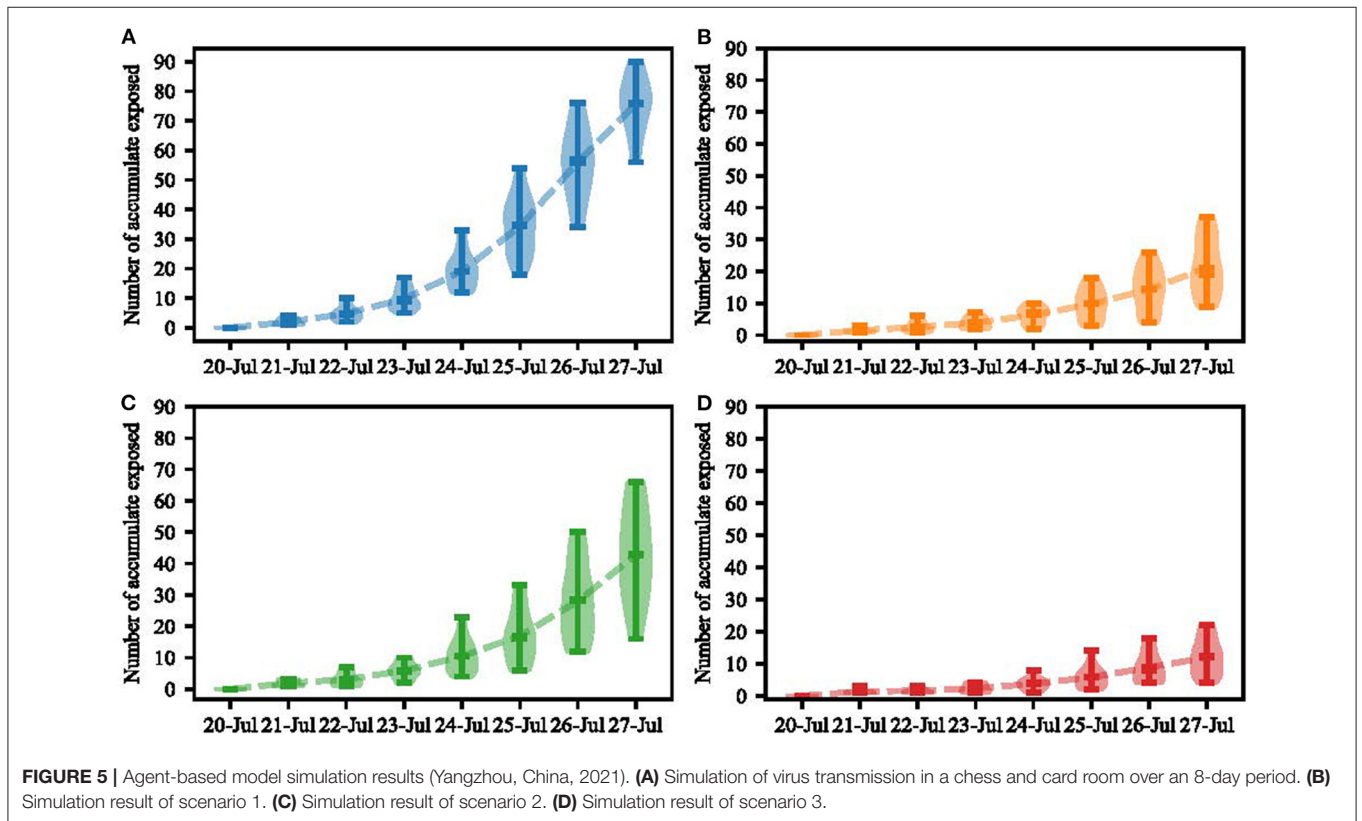 A
Number of accumulate exposed
90
80
70
60
50
40
30
20
10
0
20-Jul 21-Jul 22-Jul 23-Jul 24-Jul 25-Jul 26-Jul 27-Jul
B
Number of accumulate exposed
90
80
70
60
50
40
30
20
10
0
20-Jul 21-Jul 22-Jul 23-Jul 24-Jul 25-Jul 26-Jul 27-Jul
C
Number of accumulate exposed
90
80
70
60
50
40
30
20
10
0
20-Jul 21-Jul 22-Jul 23-Jul 24-Jul 25-Jul 26-Jul 27-Jul
D
Number of accumulate exposed
90
80
70
60
50
40
30
20
10
0
20-Jul 21-Jul 22-Jul 23-Jul 24-Jul 25-Jul 26-Jul 27-Jul
FIGURE 5 | Agent-based model simulation results (Yangzhou, China, 2021). (A) Simulation of virus transmission in a chess and card room over an 8-day period. (B)
Simulation result of scenario 1. (C) Simulation result of scenario 2. (D) Simulation result of scenario 3.